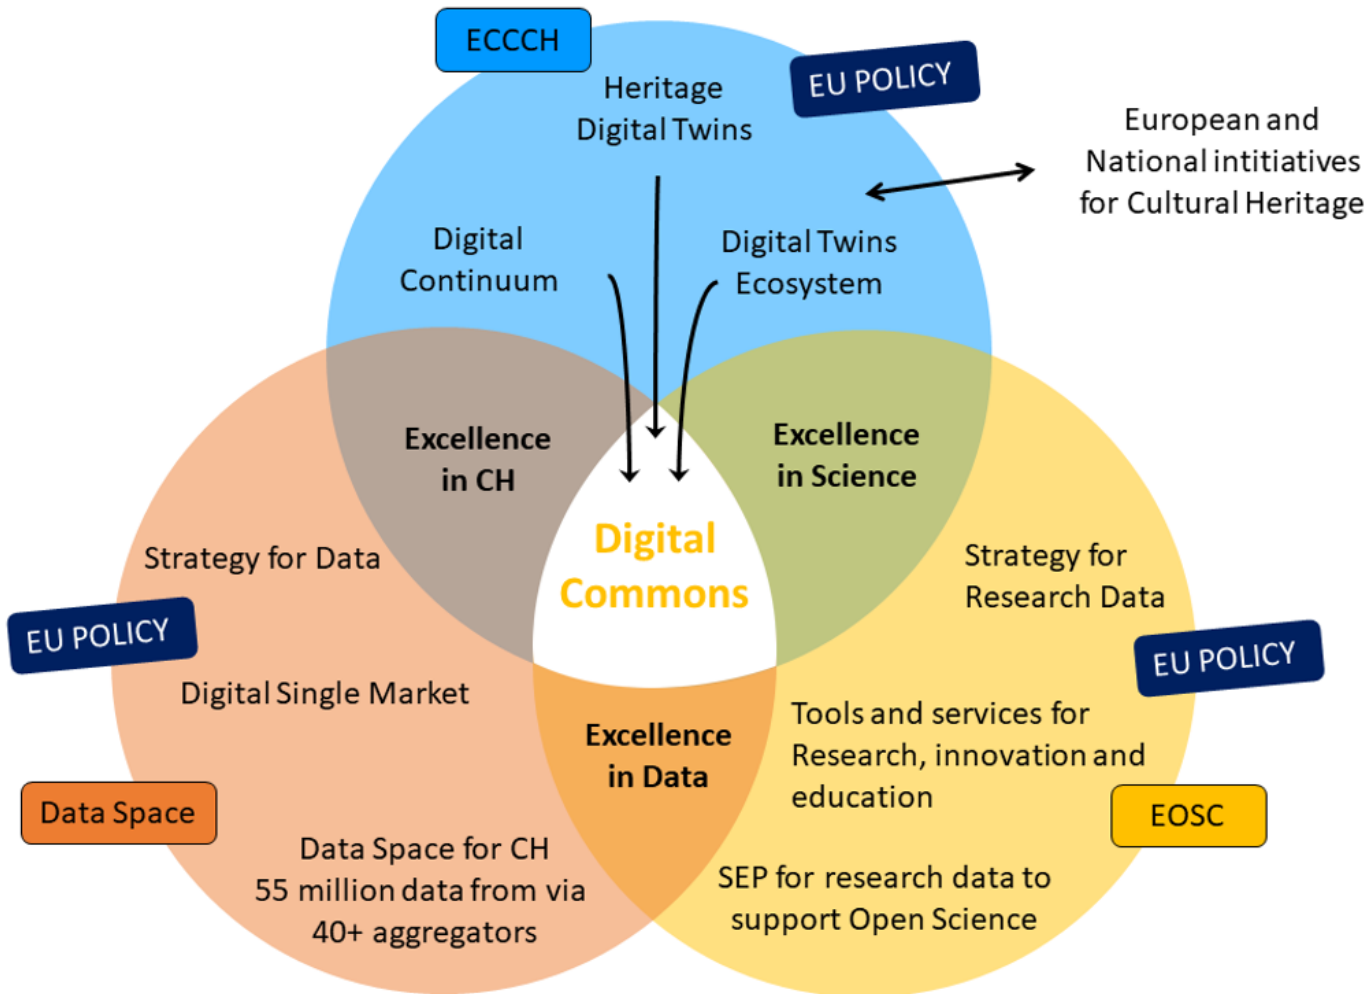 ECCCH
Heritage
Digital Twins
EU POLICY
European and
National intitiatives
for Cultural Heritage
Digital
Continuum
Digital Twins
Ecosystem
Excellence
in CH
Excellence
in Science
Digital
Commons
Strategy for Data
EU POLICY
Digital Single Market
Data Space
Data Space for CH
55 million data from via
40+ aggregators
Excellence
in Data
Strategy for
Research Data
EU POLICY
Tools and services for
Research, innovation and
education
EOSC
SEP for research data to
support Open Science